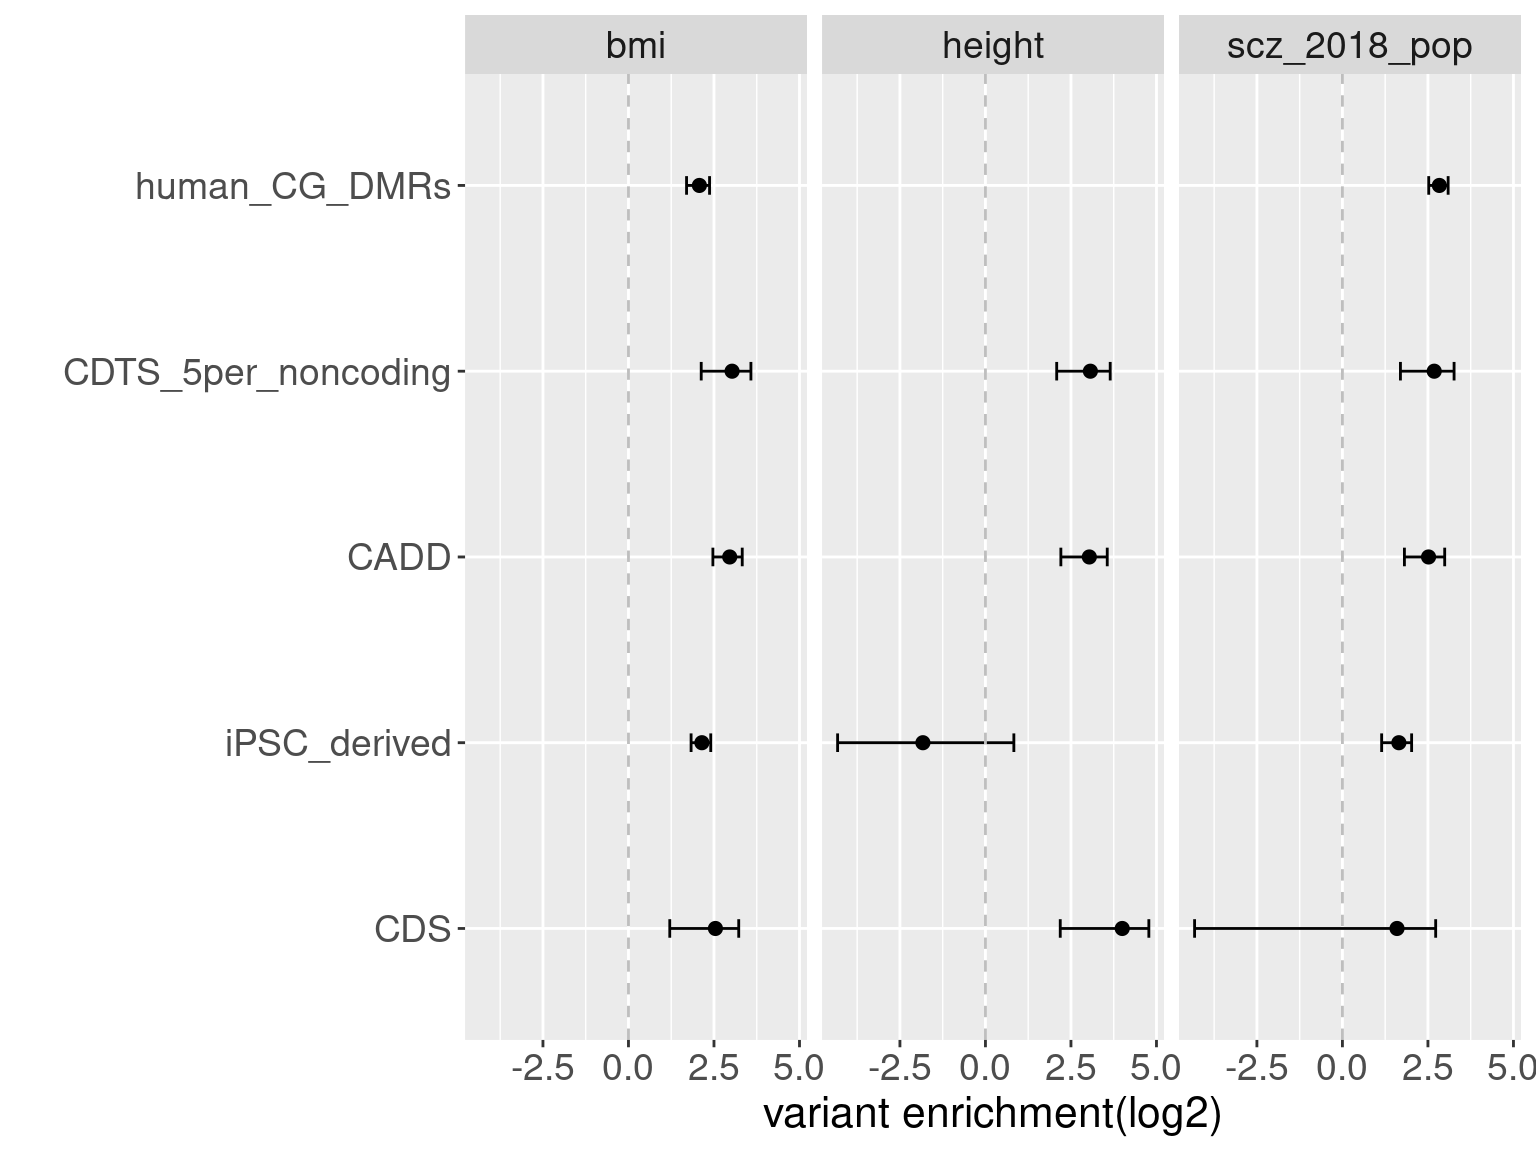 bmi height scz_2018_pop
human_CG_DMRs
CDTS_5per_noncoding
CADD
iPSC_derived
CDS
-2.5 0.0 2.5 5.0 -2.5 0.0 2.5 5.0 -2.5 0.0 2.5 5.0
variant enrichment(log2)